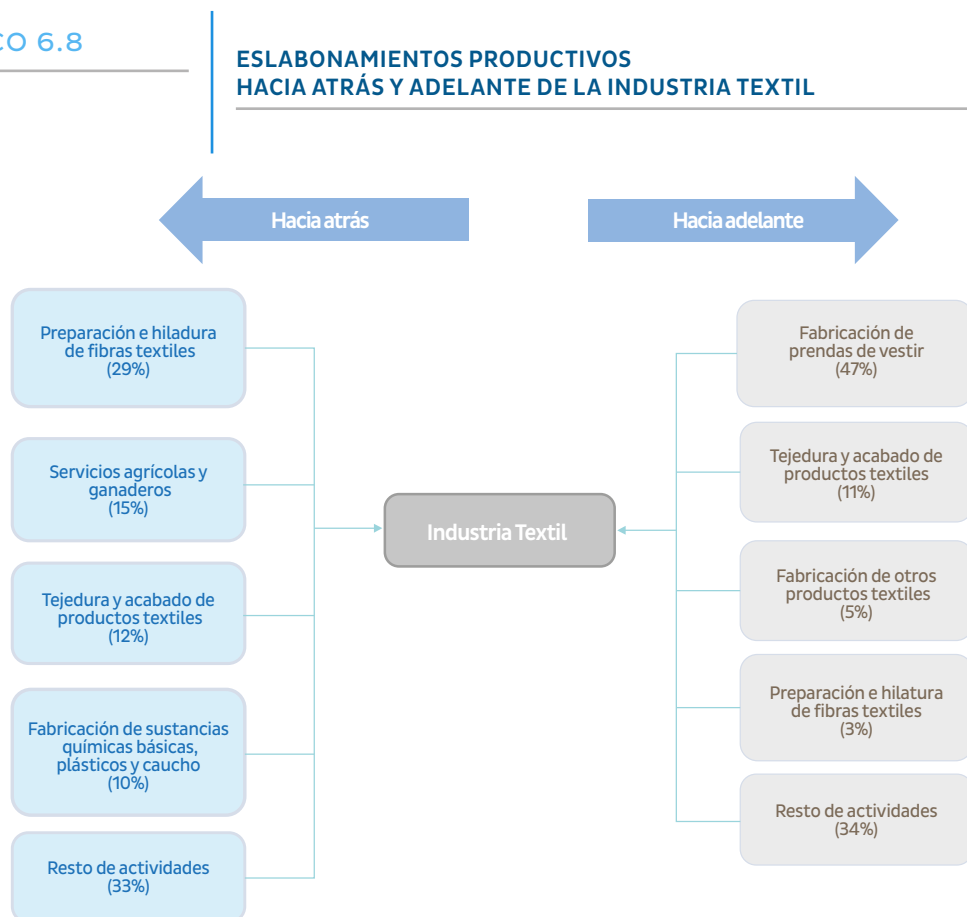 CO 6.8
ESLABONAMIENTOS PRODUCTIVOS
HACIA ATRÁS Y ADELANTE DE LA INDUSTRIA TEXTIL
Hacia atrás
Hacia adelante
Preparación e hiladura
de fibras textiles
(29%)
Servicios agrícolas y
ganaderos
(15%)
Tejedura y acabado de
productos textiles
(12%)
Fabricación de sustancias
químicas básicas,
plásticos y caucho
(10%)
Resto de actividades
(33%)
Industria Textil
Fabricación de
prendas de vestir
(47%)
Tejedura y acabado de
productos textiles
(11%)
Fabricación de otros
productos textiles
(5%)
Preparación e hilatura
de fibras textiles
(3%)
Resto de actividades
(34%)